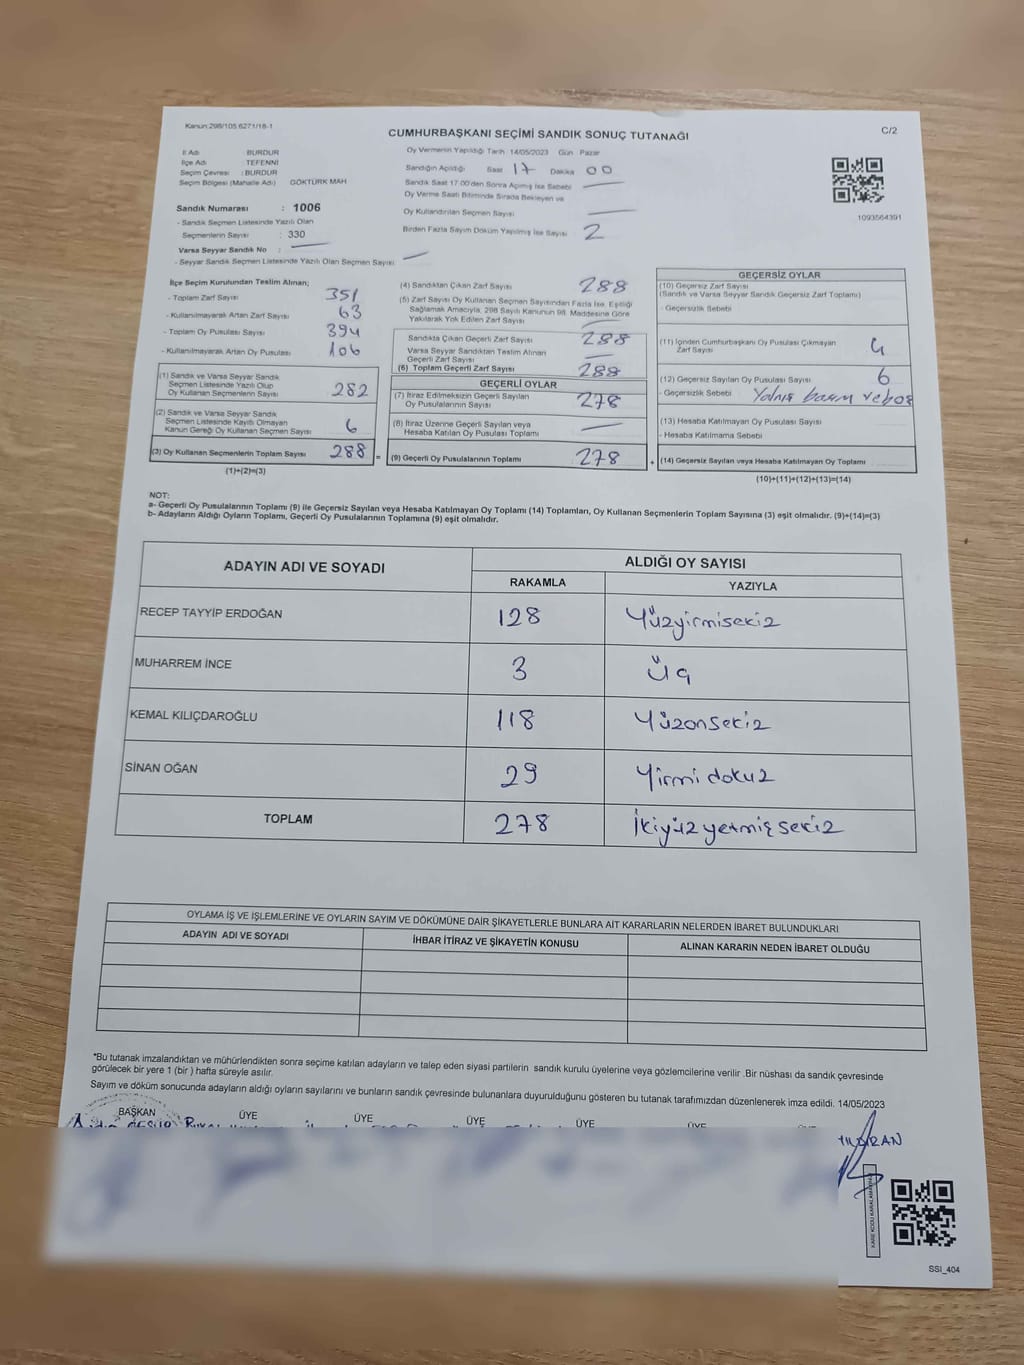 Kanun:298/105 6271/18-1
C/2
CUMHURBAŞKANI SEÇİMİ SANDIK SONUÇ TUTANAĞI
İl Adı : BURDUR
İlçe Adı : TEFENNİ
Seçim Çevresi : BURDUR
Seçim Bölgesi (Mahalle Adı) : GÖKTÜRK MAH.
Sandık Numarası : 1006
- Sandık Seçmen Listesinde Yazılı Olan
Seçmenlerin Sayısı : 330
Varsa Seyyar Sandık No :
- Seyyar Sandık Seçmen Listesinde Yazılı Olan Seçmen Sayısı
Oy Vermenin Yapıldığı Tarih 14/05/2023 Gün Pazar
Sandığın Açıldığı Saat 17 Dakika 00
Sandık Saat 17.00'den Sonra Açılmış İse Sebebi
Oy Verme Saati Bitiminde Sırada Bekleyen ve
Oy Kullandırılan Seçmen Sayısı
Birden Fazla Sayım Döküm Yapılmış İse Sayısı 2
1093564391
İlçe Seçim Kurulundan Teslim Alınan;
- Toplam Zarf Sayısı 351
- Kullanılmayarak Artan Zarf Sayısı 63
- Toplam Oy Pusulası Sayısı 394
- Kullanılmayarak Artan Oy Pusulası 106
(1) Sandık ve Varsa Seyyar Sandık
Seçmen Listesinde Yazılı Olup
Oy Kullanan Seçmen Sayısı 282
(2) Sandık ve Varsa Seyyar Sandık
Seçmen Listesinde Kayıtlı Olmayan
Kanun Gereği Oy Kullanan Seçmen Sayısı 6
(3) Oy Kullanan Seçmenlerin Toplam Sayısı 288 =
(1)+(2)=(3)
(4) Sandıktan Çıkan Zarf Sayısı 288
(5) Zarf Sayısı Oy Kullanan Seçmen Sayısından Fazla İse, Eşitliği
Sağlamak Amacıyla, 298 Sayılı Kanunun 98. Maddesine Göre
Yakılarak Yok Edilen Zarf Sayısı
Sandıkta Çıkan Geçerli Zarf Sayısı 288
Varsa Seyyar Sandıktan Teslim Alınan
Geçerli Zarf Sayısı
(6) Toplam Geçerli Zarf Sayısı 288
GEÇERLİ OYLAR
(7) İtiraz Edilmeksizin Geçerli Sayılan
Oy Pusulalarının Sayısı 278
(8) İtiraz Üzerine Geçerli Sayılan veya
Hesaba Katılan Oy Pusulası Toplamı
(9) Geçerli Oy Pusulalarının Toplamı 278 +
GEÇERSİZ OYLAR
(10) Geçersiz Zarf Sayısı
(Sandık ve Varsa Seyyar Sandık Geçersiz Zarf Toplamı)
- Geçersizlik Sebebi
(11) İçinden Cumhurbaşkanı Oy Pusulası Çıkmayan
Zarf Sayısı 4
(12) Geçersiz Sayılan Oy Pusulası Sayısı 6
- Geçersizlik Sebebi Yalnış basım ve boş
(13) Hesaba Katılmayan Oy Pusulası Sayısı
- Hesaba Katılmama Sebebi
(14) Geçersiz Sayılan veya Hesaba Katılmayan Oy Toplamı
(10)+(11)+(12)+(13)=(14)
NOT:
a- Geçerli Oy Pusulalarının Toplamı (9) ile Geçersiz Sayılan veya Hesaba Katılmayan Oy Toplamı (14) Toplamları, Oy Kullanan Seçmenlerin Toplam Sayısına (3) eşit olmalıdır. (9)+(14)=(3)
b- Adayların Aldığı Oyların Toplamı, Geçerli Oy Pusulalarının Toplamına (9) eşit olmalıdır.
ADAYIN ADI VE SOYADI
ALDIĞI OY SAYISI
RAKAMLA YAZIYLA
RECEP TAYYİP ERDOĞAN 128 Yüzyirmisekiz
MUHARREM İNCE 3 Üç
KEMAL KILIÇDAROĞLU 118 Yüzonsekiz
SİNAN OĞAN 29 Yirmi dokuz
TOPLAM 278 İkiyüzyetmişsekiz
OYLAMA İŞ VE İŞLEMLERİNE VE OYLARIN SAYIM VE DÖKÜMÜNE DAİR ŞİKAYETLERLE BUNLARA AİT KARARLARIN NELERDEN İBARET BULUNDUKLARI
ADAYIN ADI VE SOYADI İHBAR İTİRAZ VE ŞİKAYETİN KONUSU ALINAN KARARIN NEDEN İBARET OLDUĞU
*Bu tutanak imzalandıktan ve mühürlendikten sonra seçime katılan adayların ve talep eden siyasi partilerin sandık kurulu üyelerine veya gözlemcilerine verilir .Bir nüshası da sandık çevresinde
görülecek bir yere 1 (bir ) hafta süreyle asılır.
Sayım ve döküm sonucunda adayların aldığı oyların sayılarını ve bunların sandık çevresinde bulunanlara duyurulduğunu gösteren bu tutanak tarafımızdan düzenlenerek imza edildi. 14/05/2023
BAŞKAN ÜYE ÜYE ÜYE ÜYE ÜYE
YILDIRAN
KARE KODU KARALAMAYINIZ
SSI_404